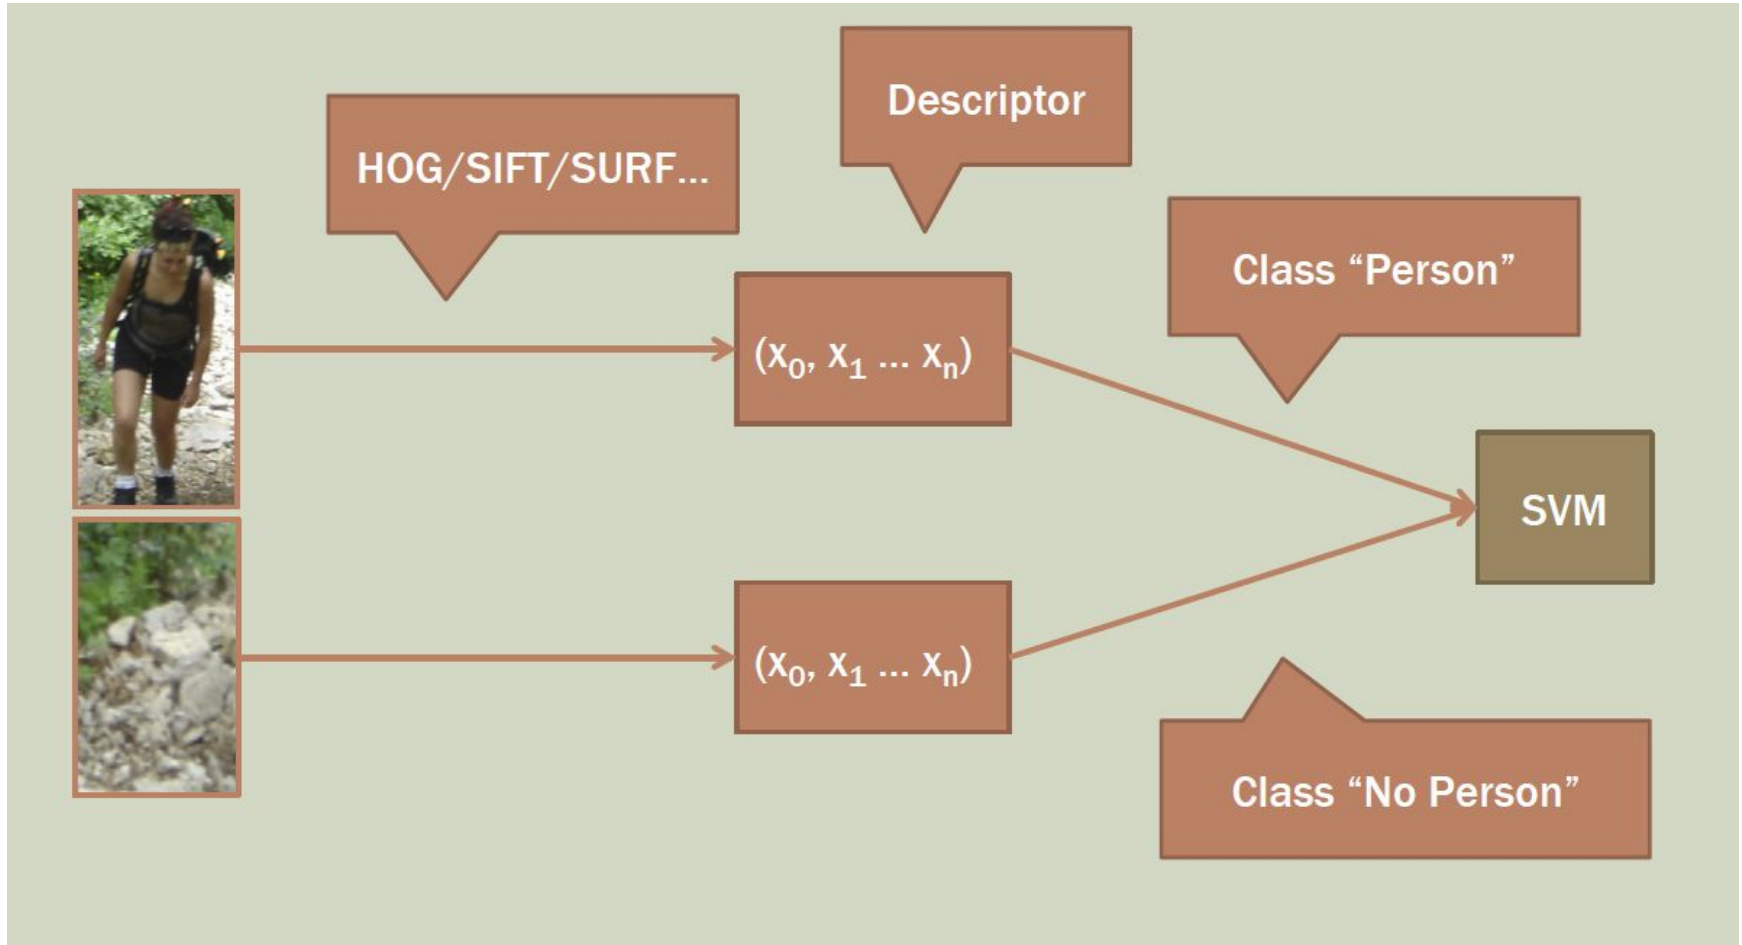 Descriptor
HOG/SIFT/SURF...
Class “Person”
(x₀, x₁ ... xₙ)
SVM
(x₀, x₁ ... xₙ)
Class “No Person”